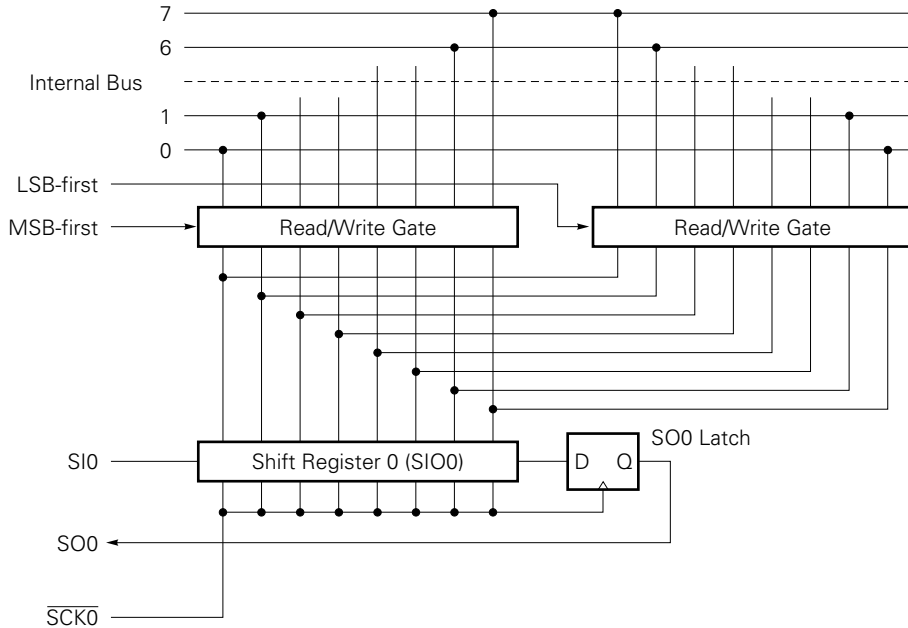 7
6
Internal Bus
1
0
LSB-first
MSB-first
Read/Write Gate
Read/Write Gate
SO0 Latch
SI0
Shift Register 0 (SIO0)
D Q
SO0
SCK0